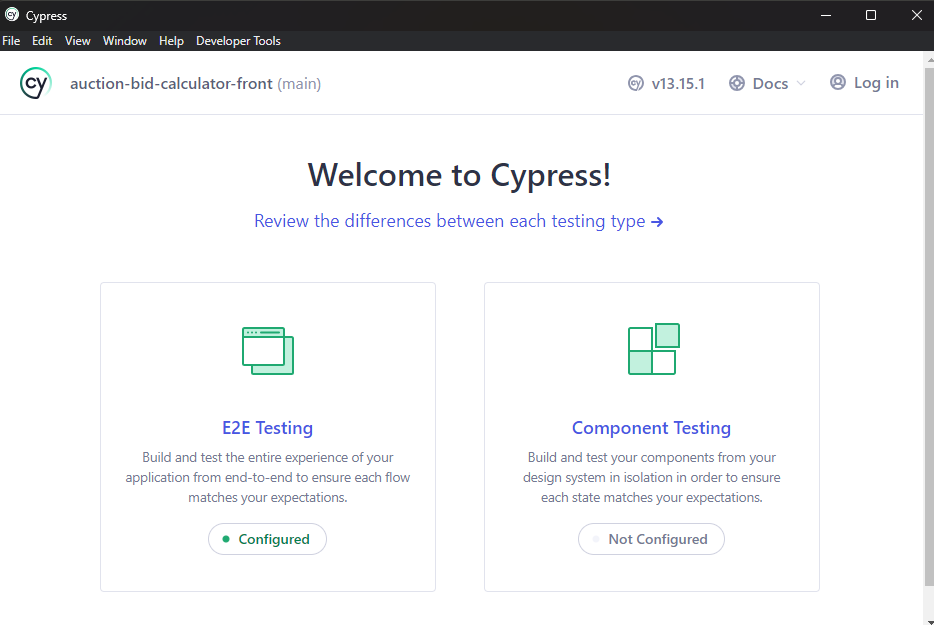 Cypress
File Edit View Window Help Developer Tools
cy auction-bid-calculator-front (main) cy v13.15.1 Docs Log in
Welcome to Cypress!
Review the differences between each testing type →
E2E Testing
Build and test the entire experience of your
application from end-to-end to ensure each flow
matches your expectations.
Configured
Component Testing
Build and test your components from your
design system in isolation in order to ensure
each state matches your expectations.
Not Configured